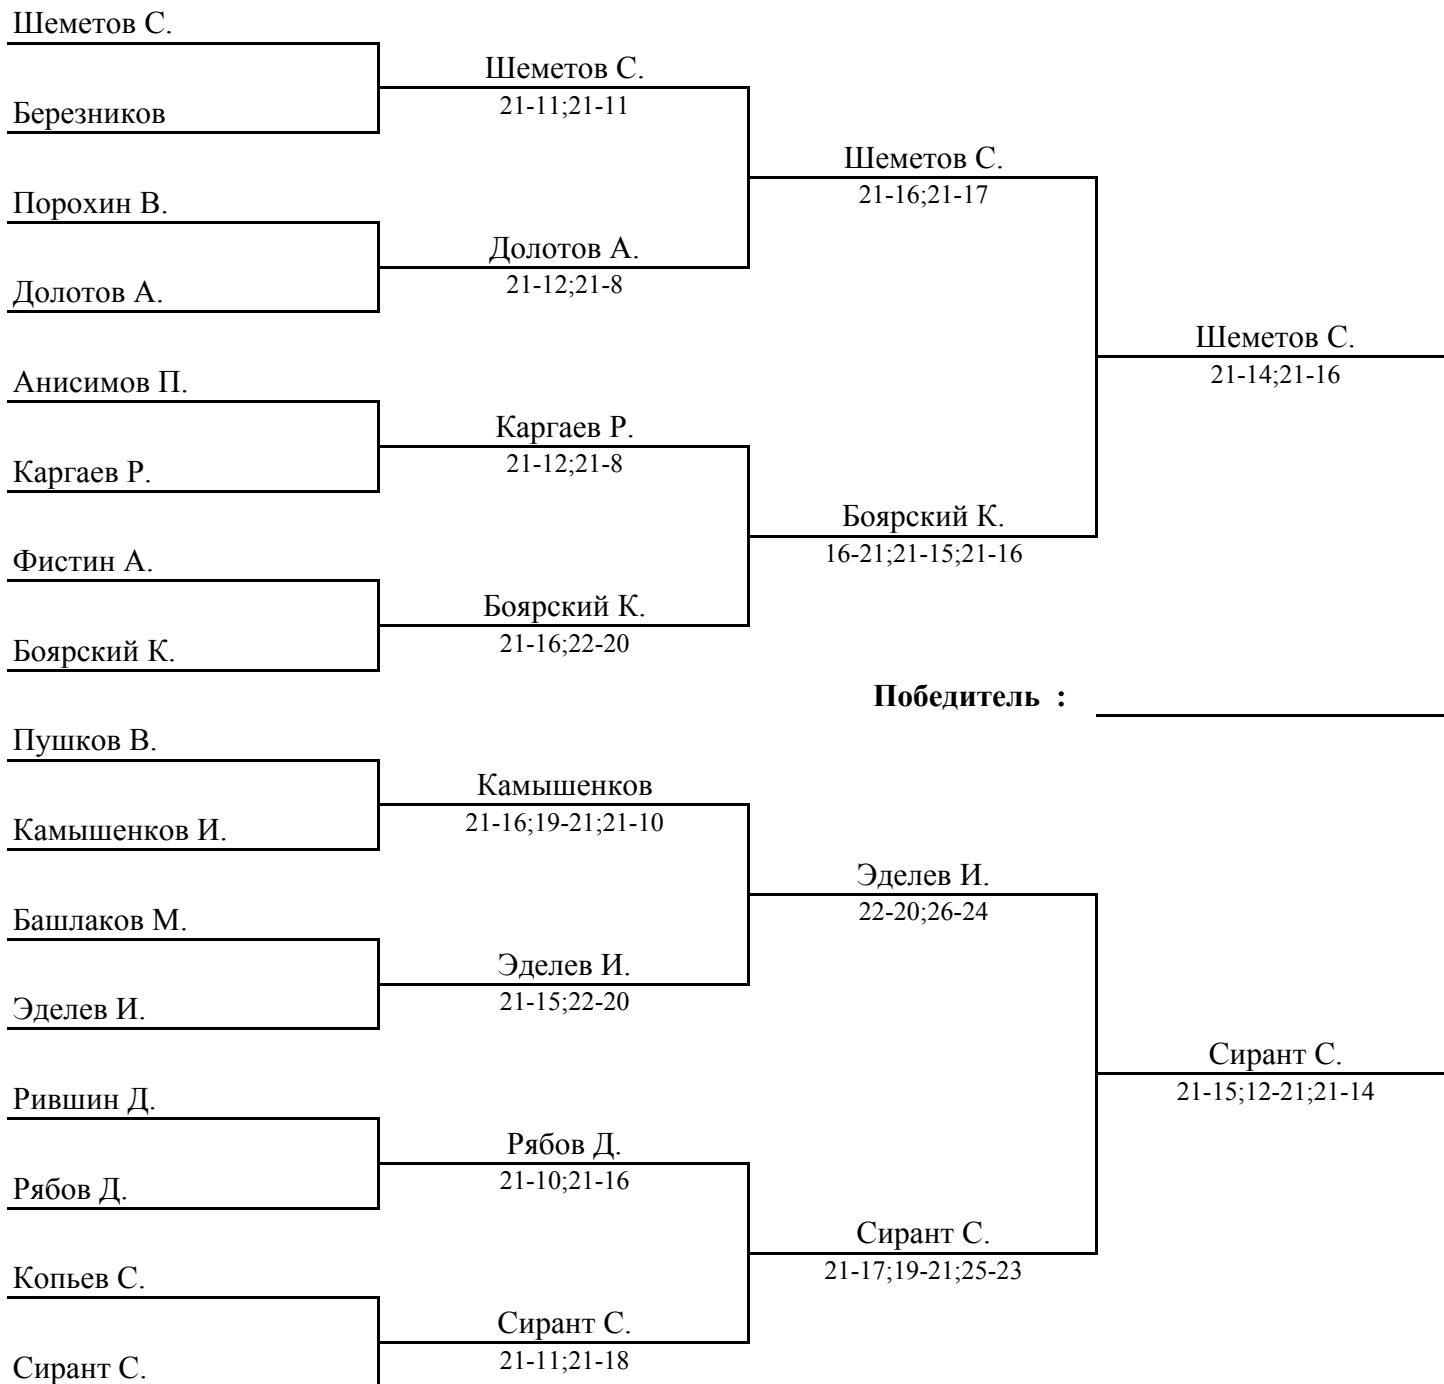 Шеметов С.
Шеметов С.
21-11;21-11
Березников
Шеметов С.
21-16;21-17
Порохин В.
Долотов А.
21-12;21-8
Долотов А.
Шеметов С.
21-14;21-16
Анисимов П.
Каргаев Р.
21-12;21-8
Каргаев Р.
Боярский К.
16-21;21-15;21-16
Фистин А.
Боярский К.
21-16;22-20
Боярский К.
Победитель :
Пушков В.
Камышенков
21-16;19-21;21-10
Камышенков И.
Эделев И.
22-20;26-24
Башлаков М.
Эделев И.
21-15;22-20
Эделев И.
Сирант С.
21-15;12-21;21-14
Рившин Д.
Рябов Д.
21-10;21-16
Рябов Д.
Сирант С.
21-17;19-21;25-23
Копьев С.
Сирант С.
21-11;21-18
Сирант С.